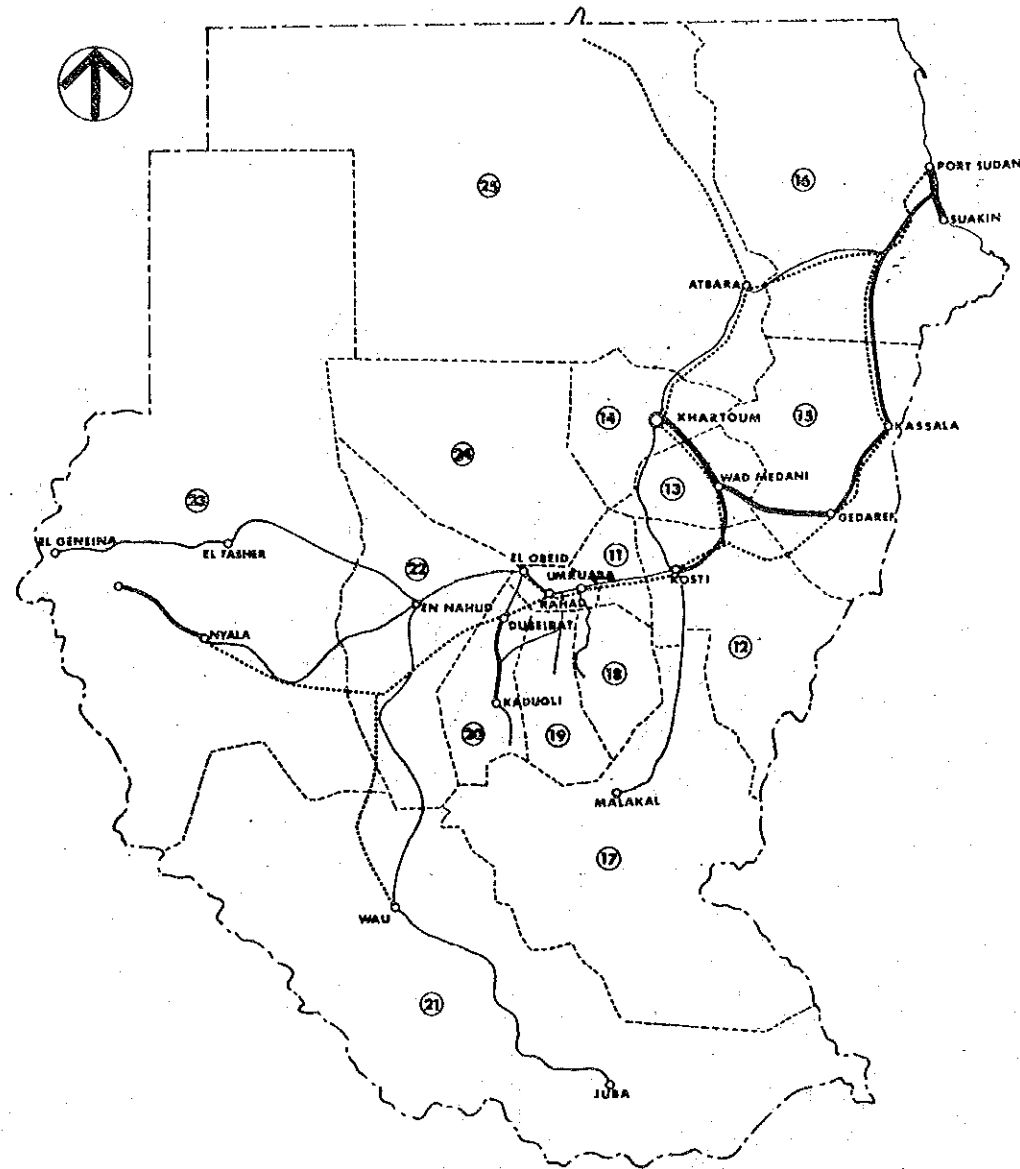 25
16
PORT SUDAN
SUAKIN
ATBARA
14
KHARTOUM
15
KASSALA
24
WAD MEDANI
13
GEDAREF
23
EL GENEINA
EL FASHER
EL OBEID
11
22
UMRUABA
KOSTI
EN NAHUD
RAHAD
DUBEIBAT
NYALA
12
18
KADUGLI
20
19
MALAKAL
17
WAU
21
JUBA